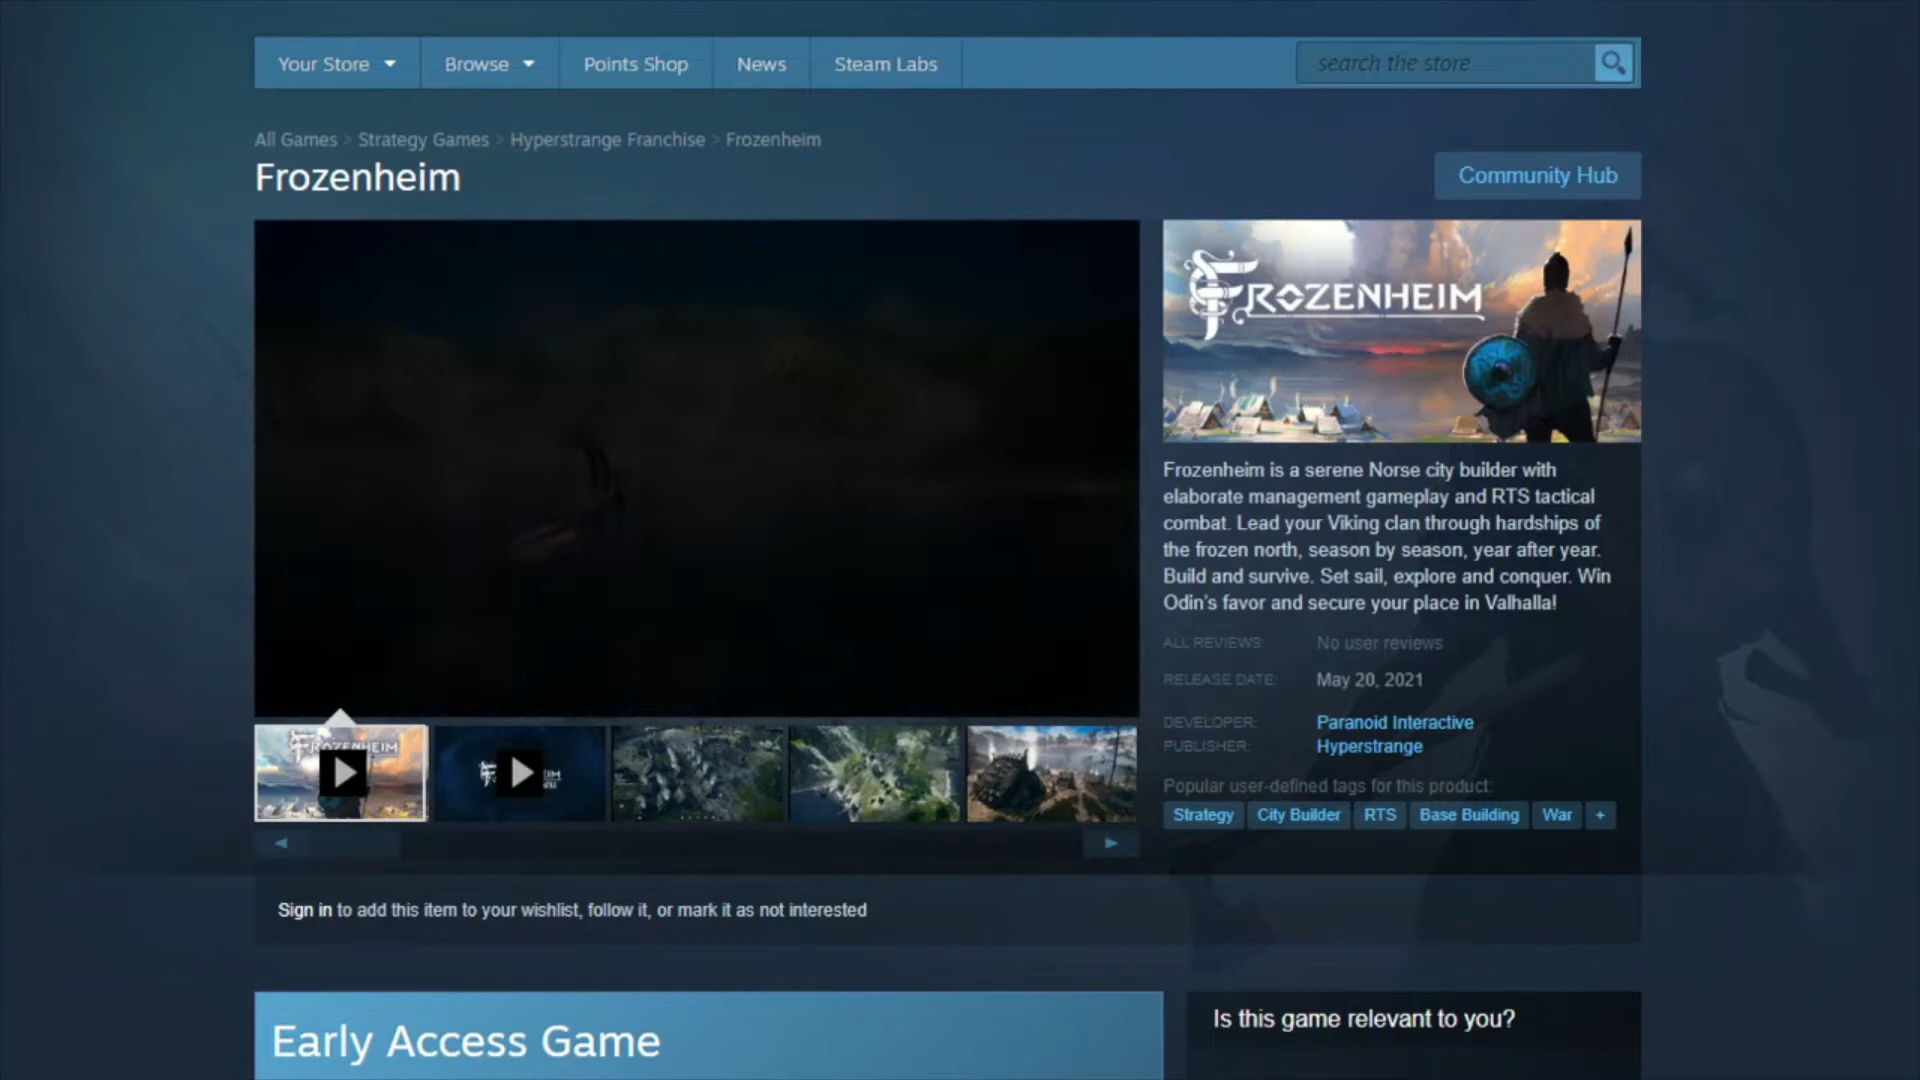 Your Store
Browse
Points Shop
News
Steam Labs
search the store
All Games > Strategy Games > Hyperstrange Franchise > Frozenheim
Frozenheim
Community Hub
FROZENHEIM
Frozenheim is a serene Norse city builder with
elaborate management gameplay and RTS tactical
combat. Lead your Viking clan through hardships of
the frozen north, season by season, year after year.
Build and survive. Set sail, explore and conquer. Win
Odin's favor and secure your place in Valhalla!
ALL REVIEWS: No user reviews
RELEASE DATE: May 20, 2021
DEVELOPER: Paranoid Interactive
PUBLISHER: Hyperstrange
Popular user-defined tags for this product:
Strategy
City Builder
RTS
Base Building
War
+
FROZENHEIM
Sign in to add this item to your wishlist, follow it, or mark it as not interested
Early Access Game
Is this game relevant to you?